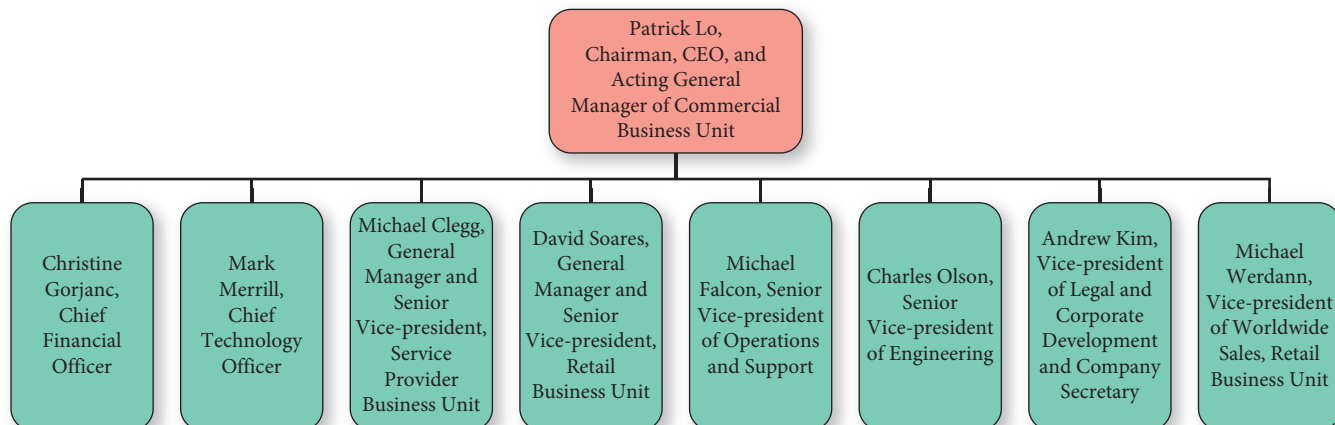 Patrick Lo,
Chairman, CEO, and
Acting General
Manager of Commercial
Business Unit
Christine
Gorjanc,
Chief
Financial
Officer
Mark
Merrill,
Chief
Technology
Officer
Michael Clegg,
General
Manager and
Senior
Vice-president,
Service
Provider
Business Unit
David Soares,
General
Manager and
Senior
Vice-president,
Retail
Business Unit
Michael
Falcon, Senior
Vice-president
of Operations
and Support
Charles Olson,
Senior
Vice-president
of Engineering
Andrew Kim,
Vice-president
of Legal and
Corporate
Development
and Company
Secretary
Michael
Werdann,
Vice-president
of Worldwide
Sales, Retail
Business Unit